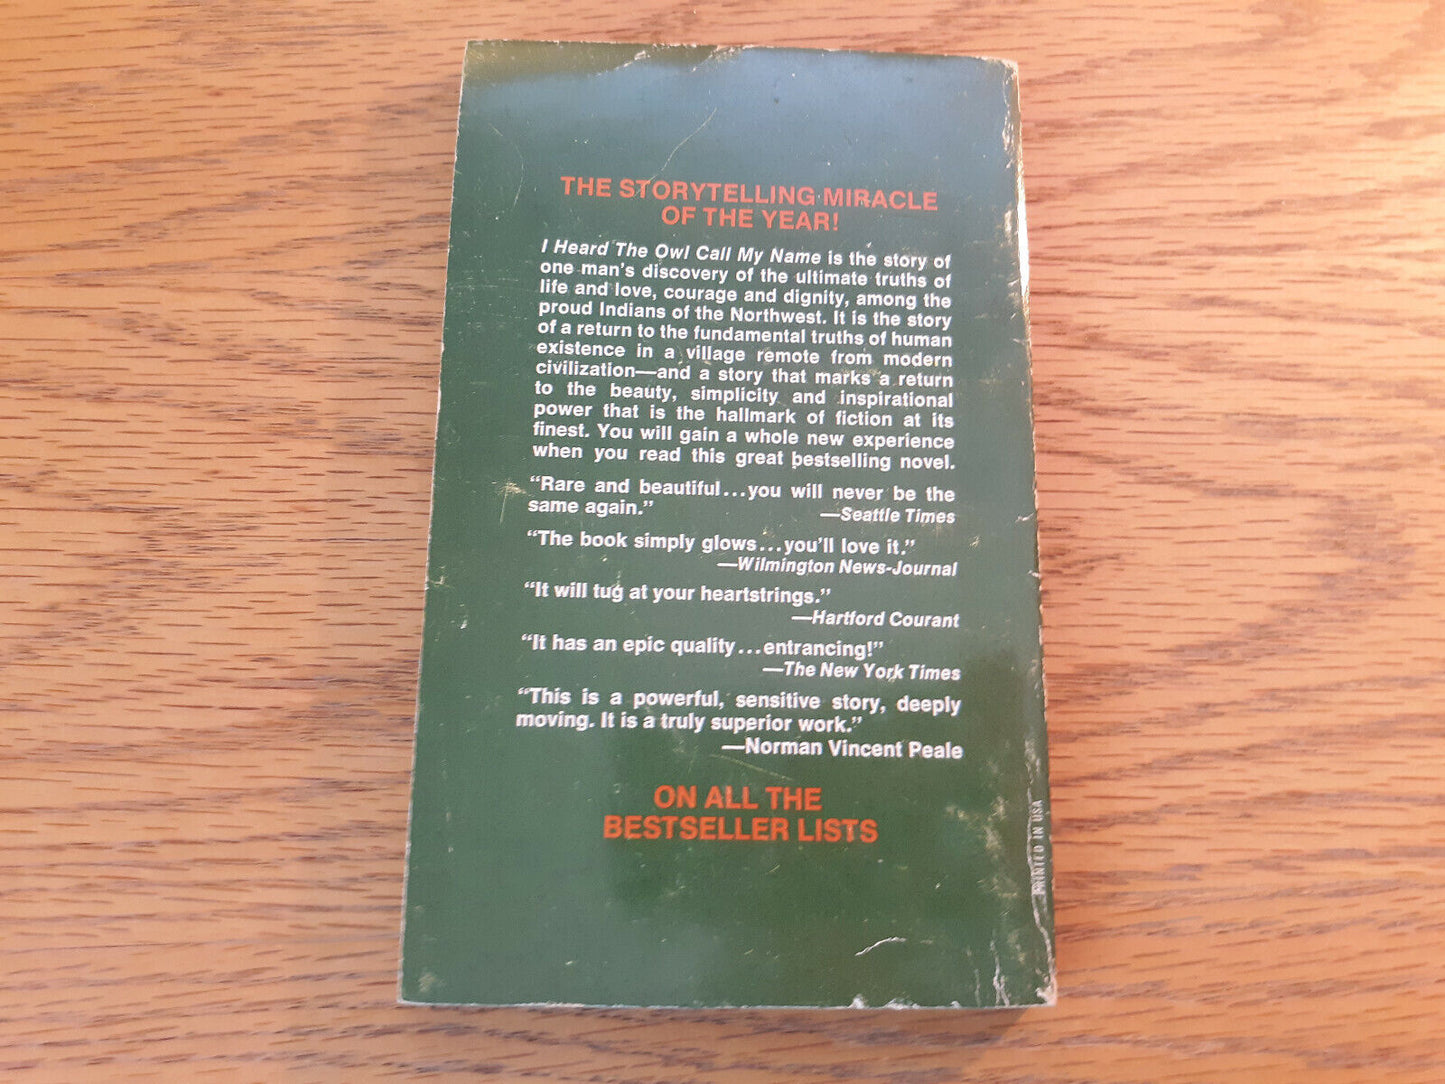 THE STORYTELLING MIRACLE
OF THE YEAR!
I Heard The Owl Call My Name is the story of
one man's discovery of the ultimate truths of
life and love, courage and dignity, among the
proud Indians of the Northwest. It is the story
of a return to the fundamental truths of human
existence in a village remote from modern
civilization—and a story that marks a return
to the beauty, simplicity and inspirational
power that is the hallmark of fiction at its
finest. You will gain a whole new experience
when you read this great bestselling novel.
“Rare and beautiful...you will never be the
same again.” —Seattle Times
“The book simply glows...you'll love it.”
—Wilmington News-Journal
“It will tug at your heartstrings.”
—Hartford Courant
“It has an epic quality...entrancing!”
—The New York Times
“This is a powerful, sensitive story, deeply
moving. It is a truly superior work.”
—Norman Vincent Peale
ON ALL THE
BESTSELLER LISTS
PRINTED IN USA